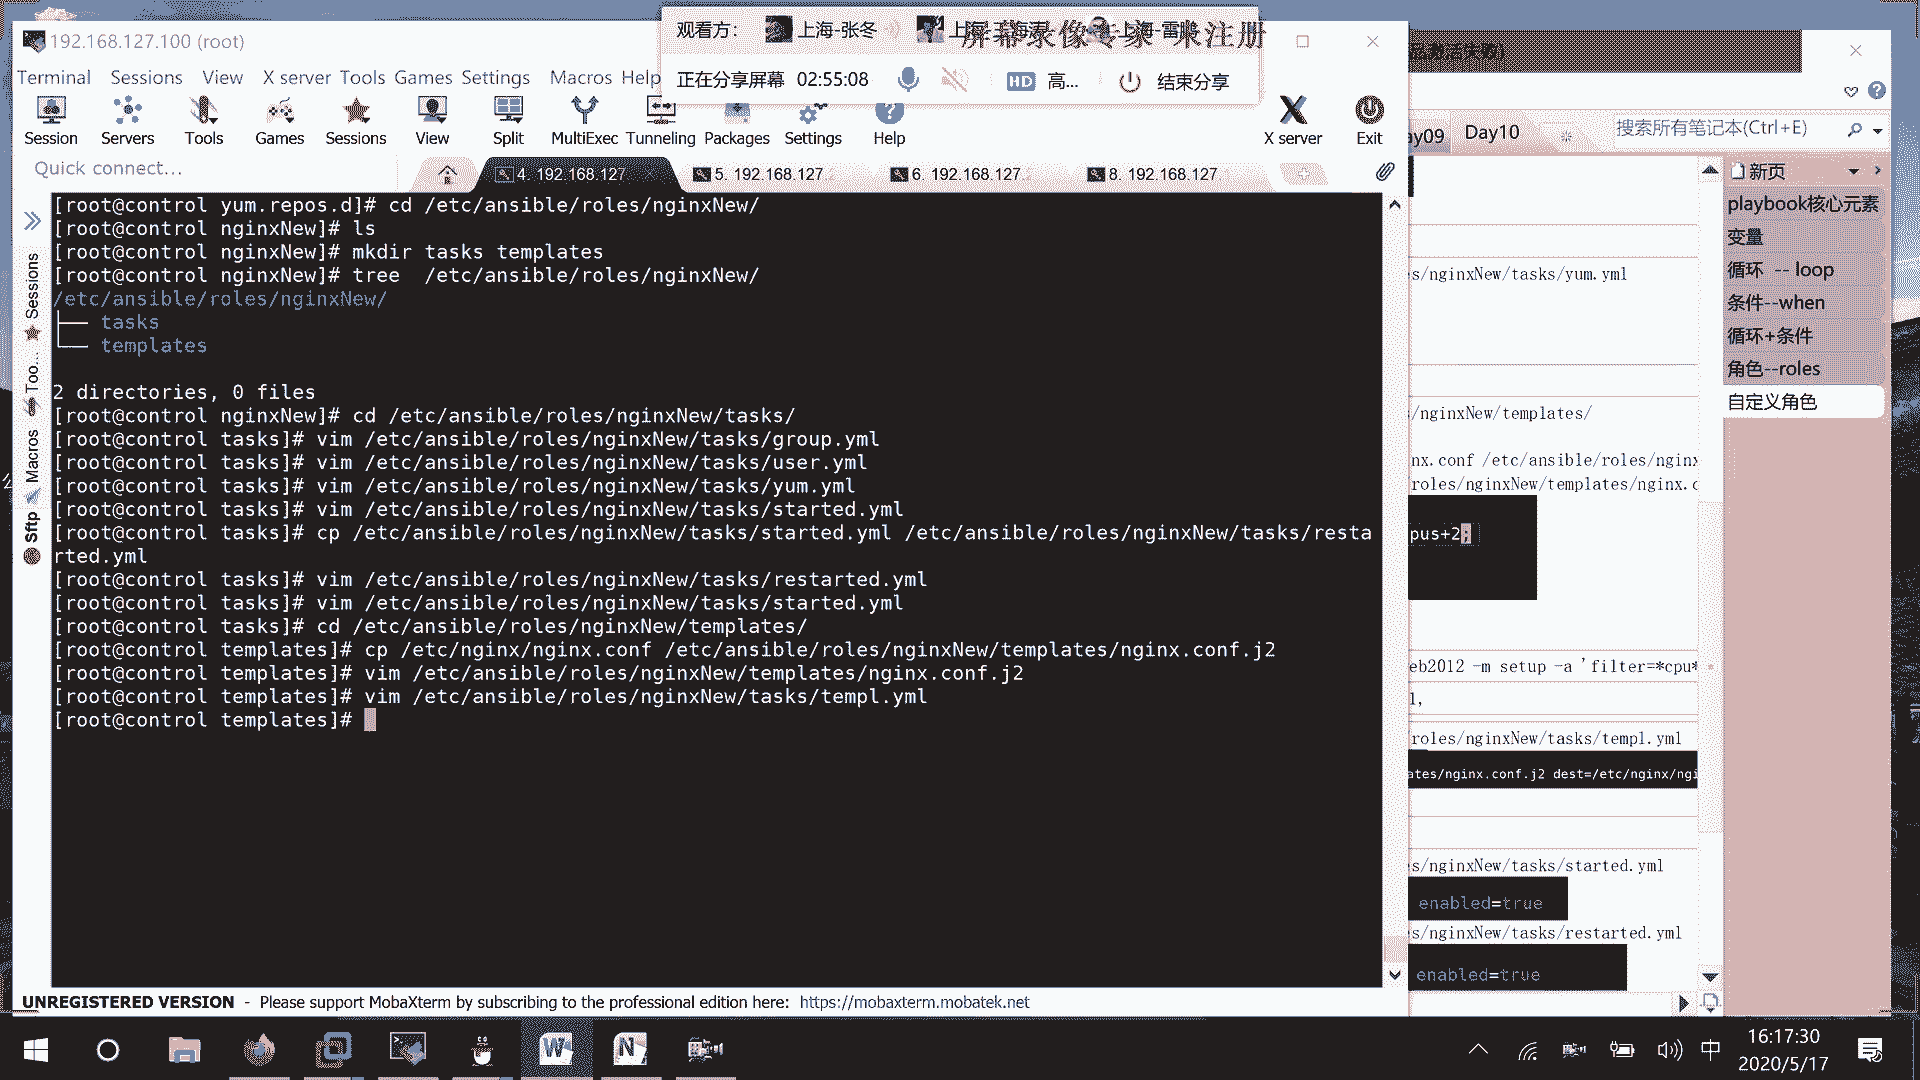 192.168.127.100 (root)
观看方： 上海-张冬
屏幕录像专家 未注册
正在分享屏幕 02:55:08 HD 高... 结束分享
Terminal Sessions View X server Tools Games Settings Macros Help
Session Servers Tools Games Sessions View Split MultiExec Tunneling Packages Settings Help X server Exit
Quick connect...
4. 192.168.127 5. 192.168.127. 6. 192.168.127. 8. 192.168.127.
[root@control yum.repos.d]# cd /etc/ansible/roles/nginxNew/
[root@control nginxNew]# ls
[root@control nginxNew]# mkdir tasks templates
[root@control nginxNew]# tree  /etc/ansible/roles/nginxNew/
/etc/ansible/roles/nginxNew/
├── tasks
└── templates
2 directories, 0 files
[root@control nginxNew]# cd /etc/ansible/roles/nginxNew/tasks/
[root@control tasks]# vim /etc/ansible/roles/nginxNew/tasks/group.yml
[root@control tasks]# vim /etc/ansible/roles/nginxNew/tasks/user.yml
[root@control tasks]# vim /etc/ansible/roles/nginxNew/tasks/yum.yml
[root@control tasks]# vim /etc/ansible/roles/nginxNew/tasks/started.yml
[root@control tasks]# cp /etc/ansible/roles/nginxNew/tasks/started.yml /etc/ansible/roles/nginxNew/tasks/resta
rted.yml
[root@control tasks]# vim /etc/ansible/roles/nginxNew/tasks/restarted.yml
[root@control tasks]# vim /etc/ansible/roles/nginxNew/tasks/started.yml
[root@control tasks]# cd /etc/ansible/roles/nginxNew/templates/
[root@control templates]# cp /etc/nginx/nginx.conf /etc/ansible/roles/nginxNew/templates/nginx.conf.j2
[root@control templates]# vim /etc/ansible/roles/nginxNew/templates/nginx.conf.j2
[root@control templates]# vim /etc/ansible/roles/nginxNew/tasks/templ.yml
[root@control templates]#
Sessions
Too...
Macros
Sftp
UNREGISTERED VERSION - Please support MobaXterm by subscribing to the professional edition here: https://mobaxterm.mobatek.net
ay09 Day10 搜索所有笔记本(Ctrl+E)
s/nginxNew/tasks/yum.yml
/nginxNew/templates/
nx.conf /etc/ansible/roles/nginx
roles/nginxNew/templates/nginx.c
pus+2;
eb2012 -m setup -a 'filter=*cpu*
l,
roles/nginxNew/tasks/templ.yml
ates/nginx.conf.j2 dest=/etc/nginx/ngi
s/nginxNew/tasks/started.yml
enabled=true
s/nginxNew/tasks/restarted.yml
enabled=true
新页
playbook核心元素
变量
循环 -- loop
条件--when
循环+条件
角色--roles
自定义角色
中
16:17:30
2020/5/17